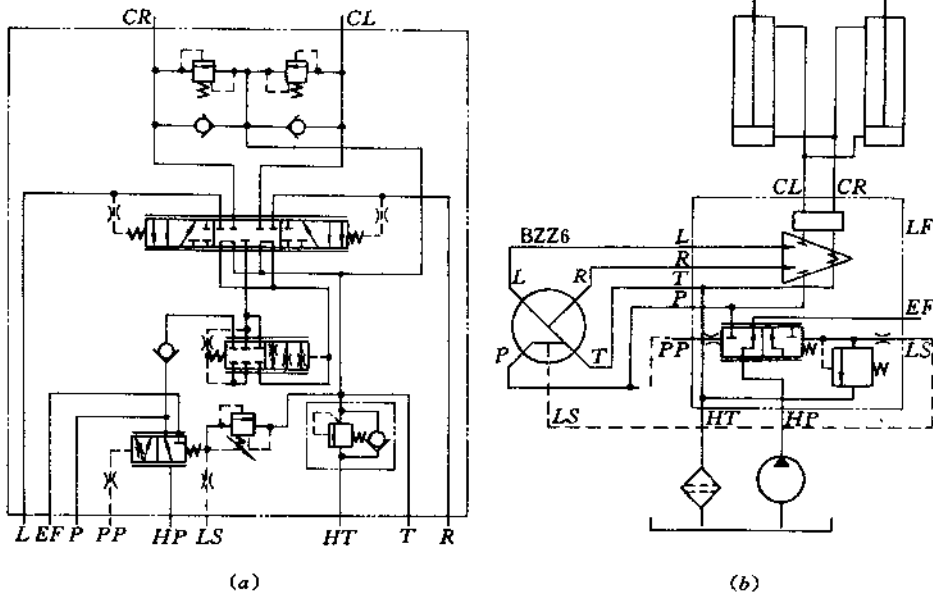 CR CL
L EF P PP HP LS HT T R
(a)
CL CR
BZZ6 L LF
L R R
T
P EF
PP LS
P T
LS HT HP
(b)